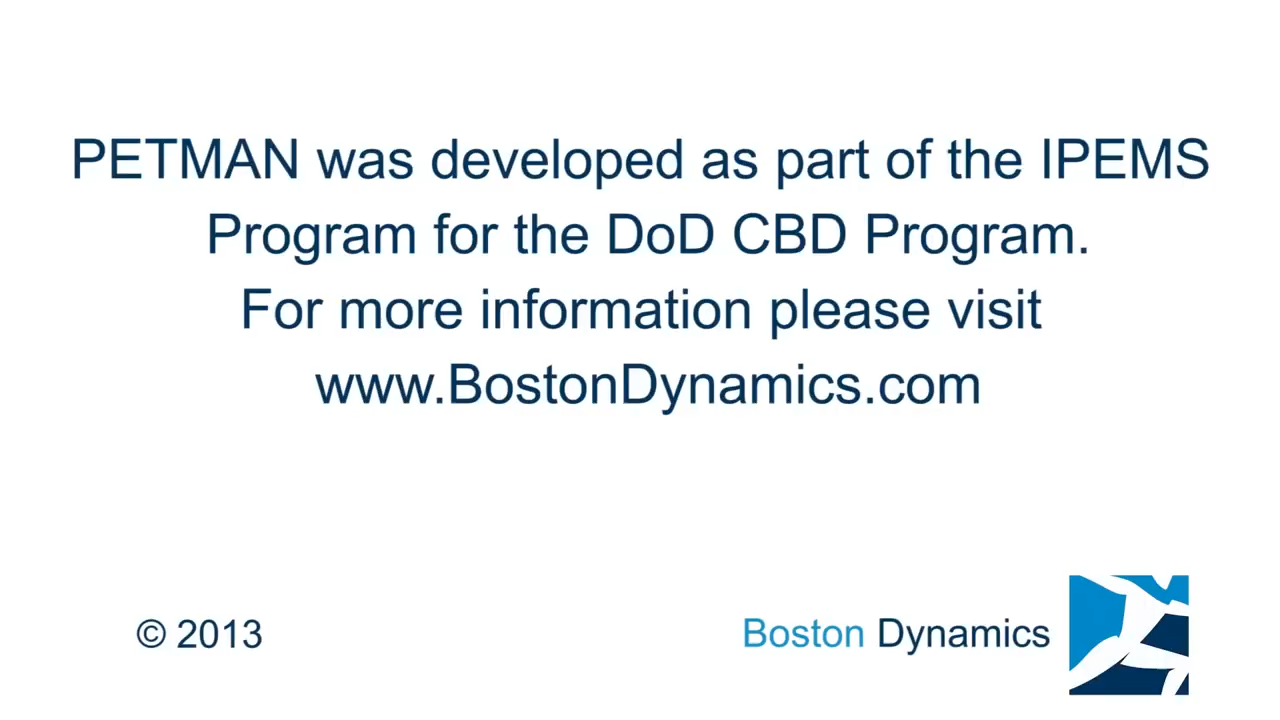 PETMAN was developed as part of the IPEMS
Program for the DoD CBD Program.
For more information please visit
www.BostonDynamics.com
© 2013
Boston Dynamics